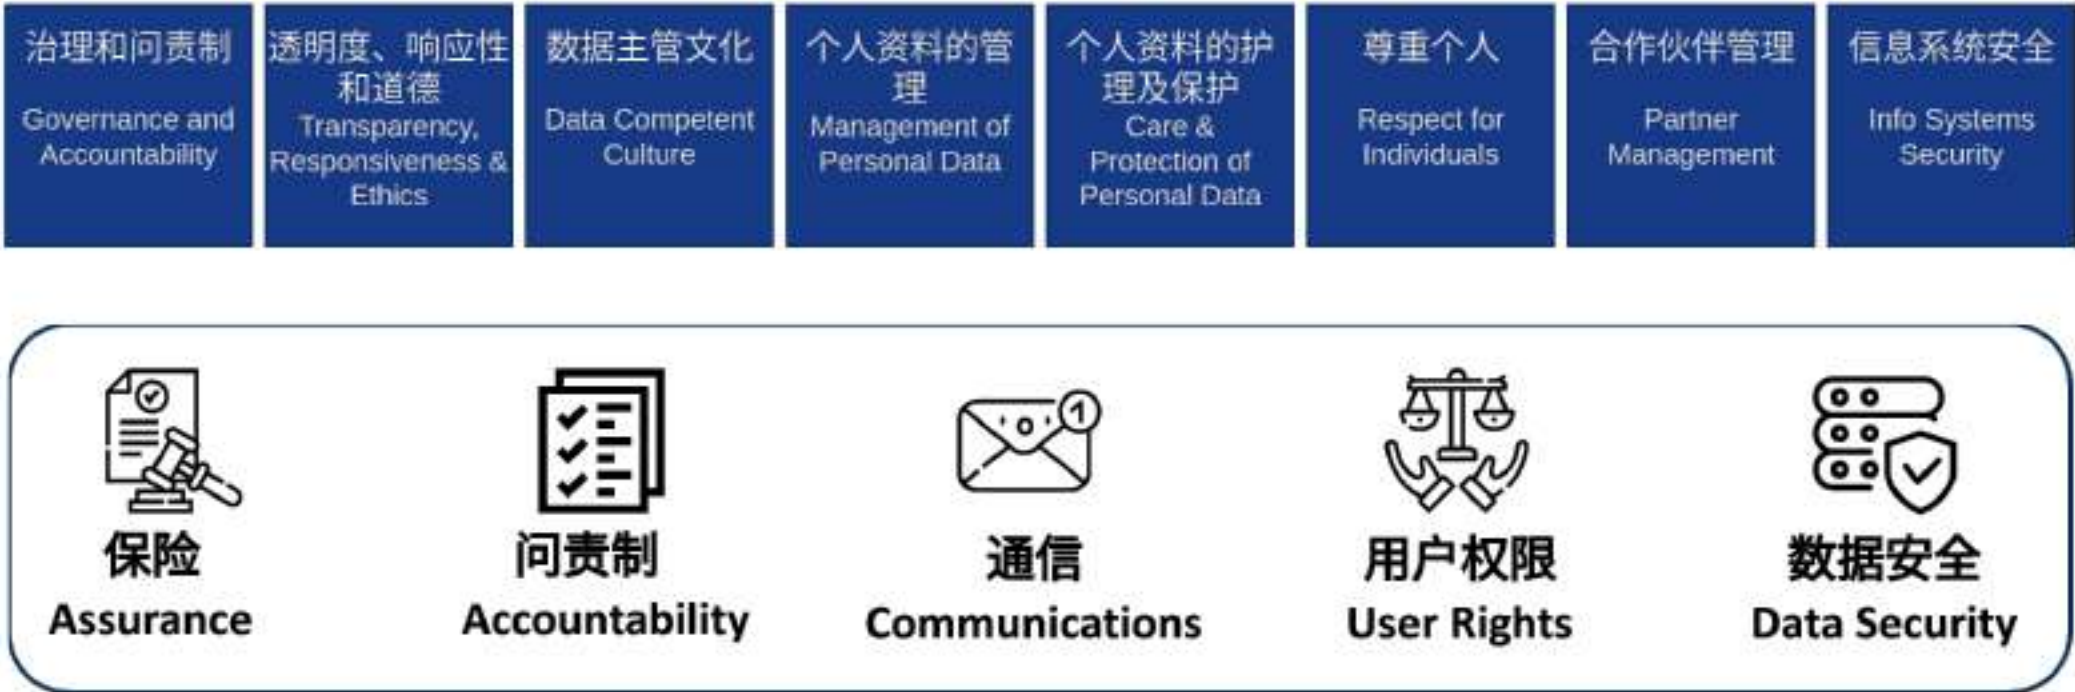 治理和问责制
Governance and
Accountability
透明度、响应性
和道德
Transparency,
Responsiveness &
Ethics
数据主管文化
Data Competent
Culture
个人资料的管
理
Management of
Personal Data
个人资料的护
理及保护
Care &
Protection of
Personal Data
尊重个人
Respect for
Individuals
合作伙伴管理
Partner
Management
信息系统安全
Info Systems
Security
保险
Assurance
问责制
Accountability
1
通信
Communications
用户权限
User Rights
数据安全
Data Security